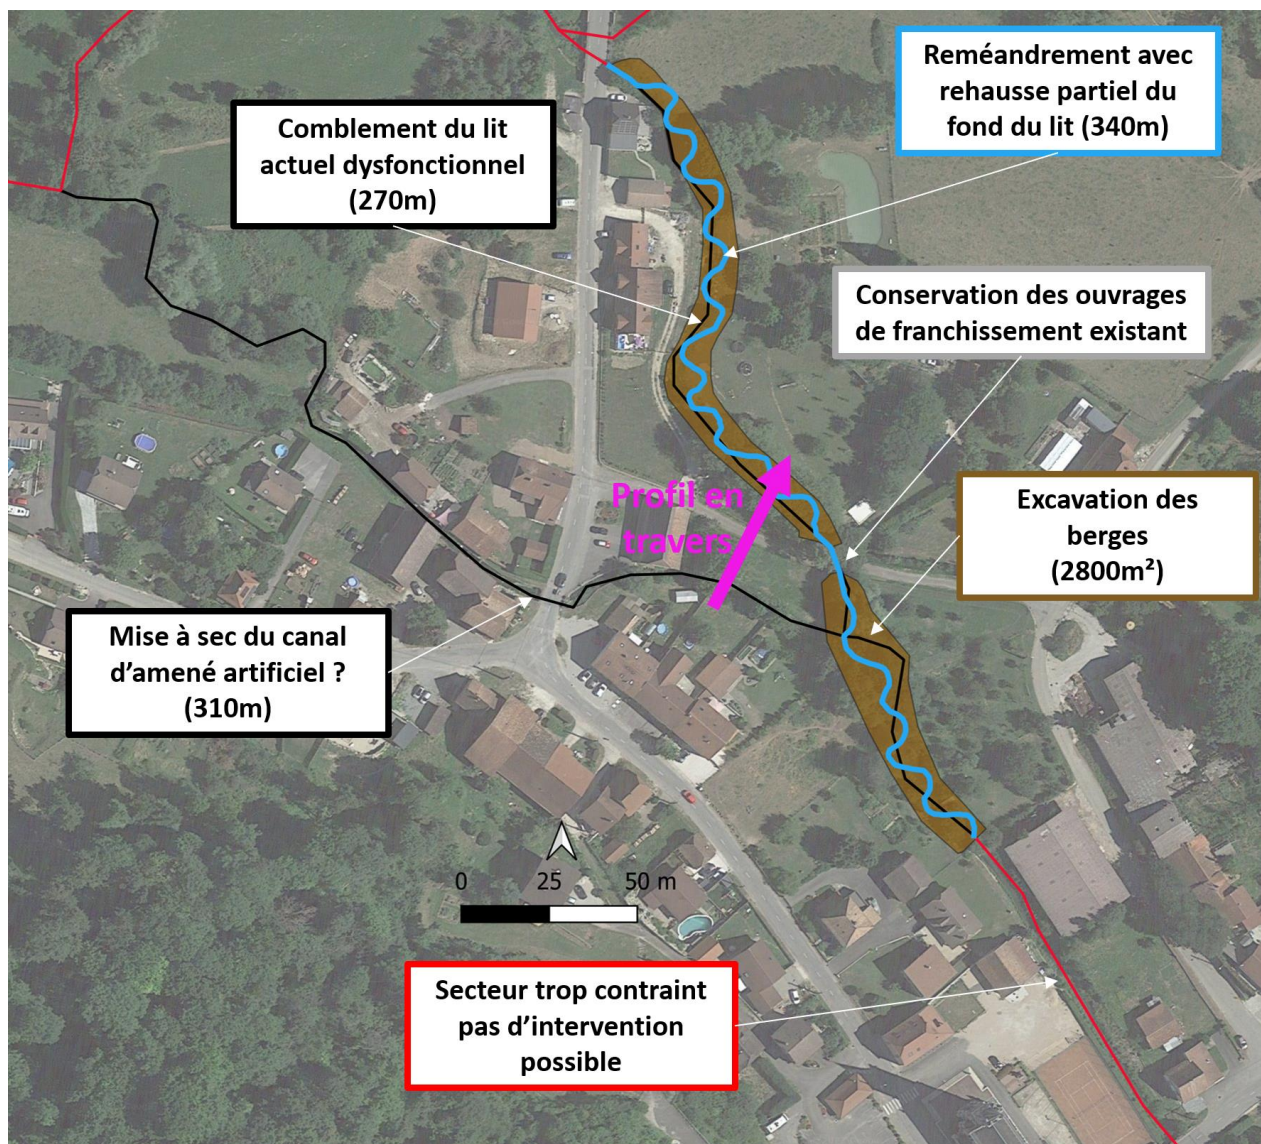 Reméandrement avec
rehausse partiel du
fond du lit (340m)
Comblement du lit
actuel dysfonctionnel
(270m)
Conservation des ouvrages
de franchissement existant
Profil en
travers
Excavation des
berges
(2800m²)
Mise à sec du canal
d’amené artificiel ?
(310m)
0 25 50 m
Secteur trop contraint
pas d’intervention
possible